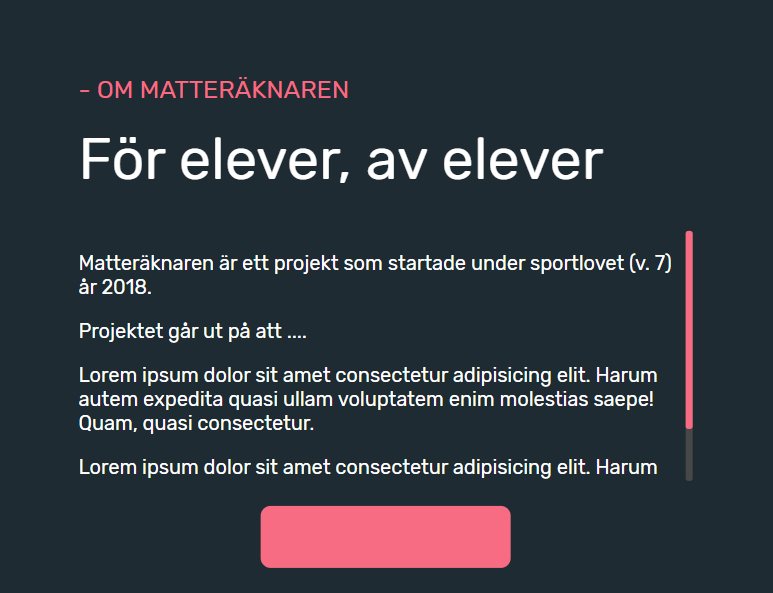 - OM MATTERÄKNAREN
För elever, av elever
Matteräknaren är ett projekt som startade under sportlovet (v. 7)
år 2018.
Projektet går ut på att ....
Lorem ipsum dolor sit amet consectetur adipisicing elit. Harum
autem expedita quasi ullam voluptatem enim molestias saepe!
Quam, quasi consectetur.
Lorem ipsum dolor sit amet consectetur adipisicing elit. Harum